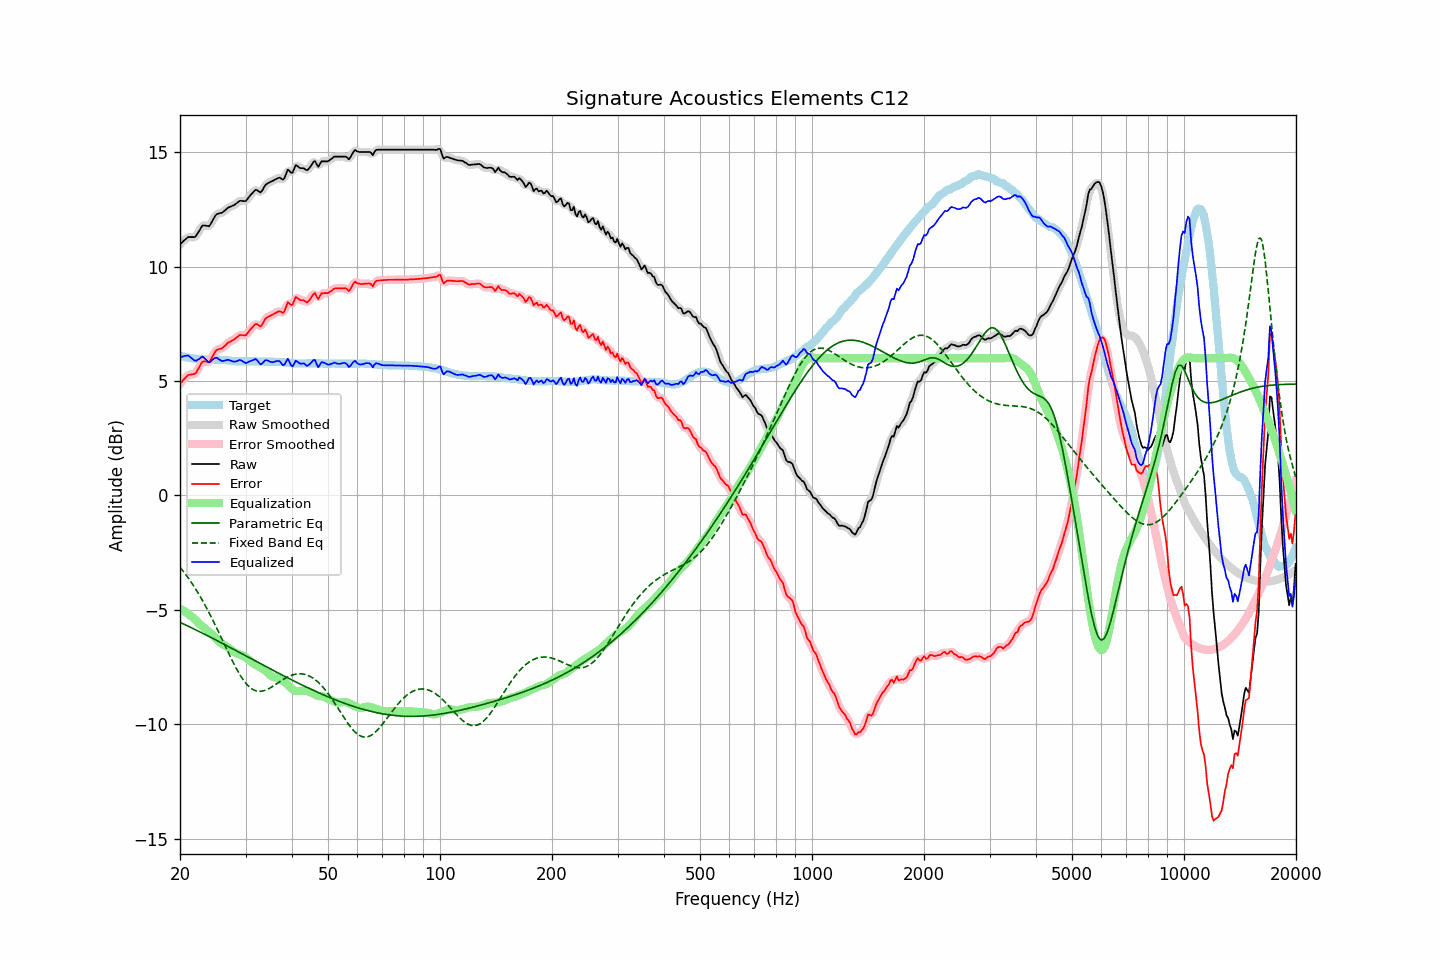 Signature Acoustics Elements C12
Amplitude (dBr)
15
10
5
0
−5
−10
−15
Target
Raw Smoothed
Error Smoothed
Raw
Error
Equalization
Parametric Eq
Fixed Band Eq
Equalized
20 50 100 200 500 1000 2000 5000 10000 20000
Frequency (Hz)